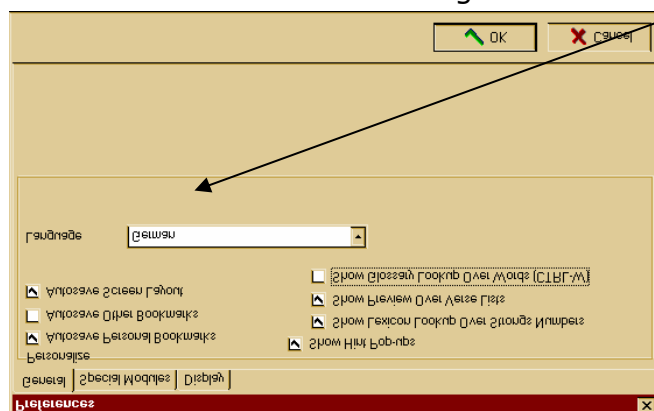 Preferences
General Special Modules Display
Personalize
Autosave Personal Bookmarks
Autosave Other Bookmarks
Autosave Screen Layout
Show Hint Pop-ups
Show Lexicon Lookup Over Strongs Numbers
Show Preview Over Verse Lists
Show Glossary Lookup Over Words (CTRL-W)
Language German
OK Cancel